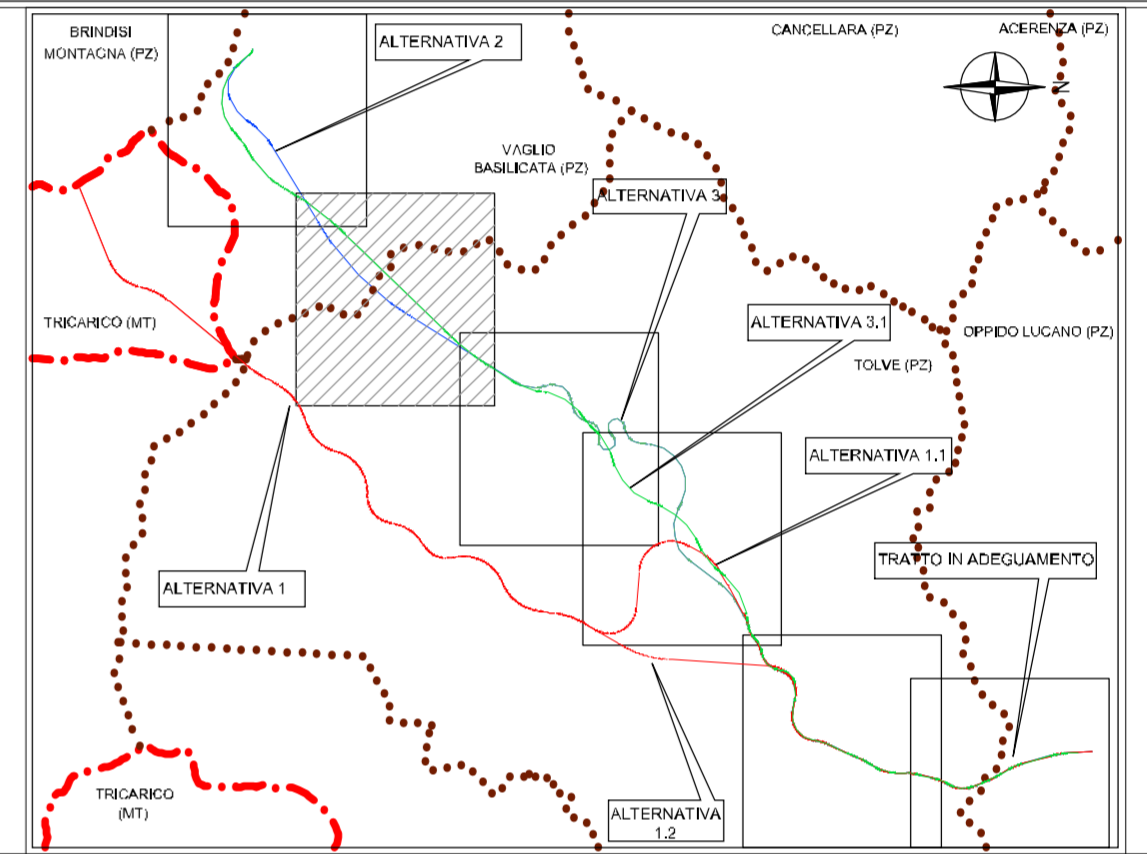 BRINDISI
MONTAGNA (PZ)
ALTERNATIVA 2
CANCELLARA (PZ)
ACERENZA (PZ)
N
VAGLIO
BASILICATA (PZ)
ALTERNATIVA 3
TRICARICO (MT)
ALTERNATIVA 3.1
OPPIDO LUCANO (PZ)
TOLVE (PZ)
ALTERNATIVA 1.1
TRATTO IN ADEGUAMENTO
ALTERNATIVA 1
TRICARICO
(MT)
ALTERNATIVA
1.2